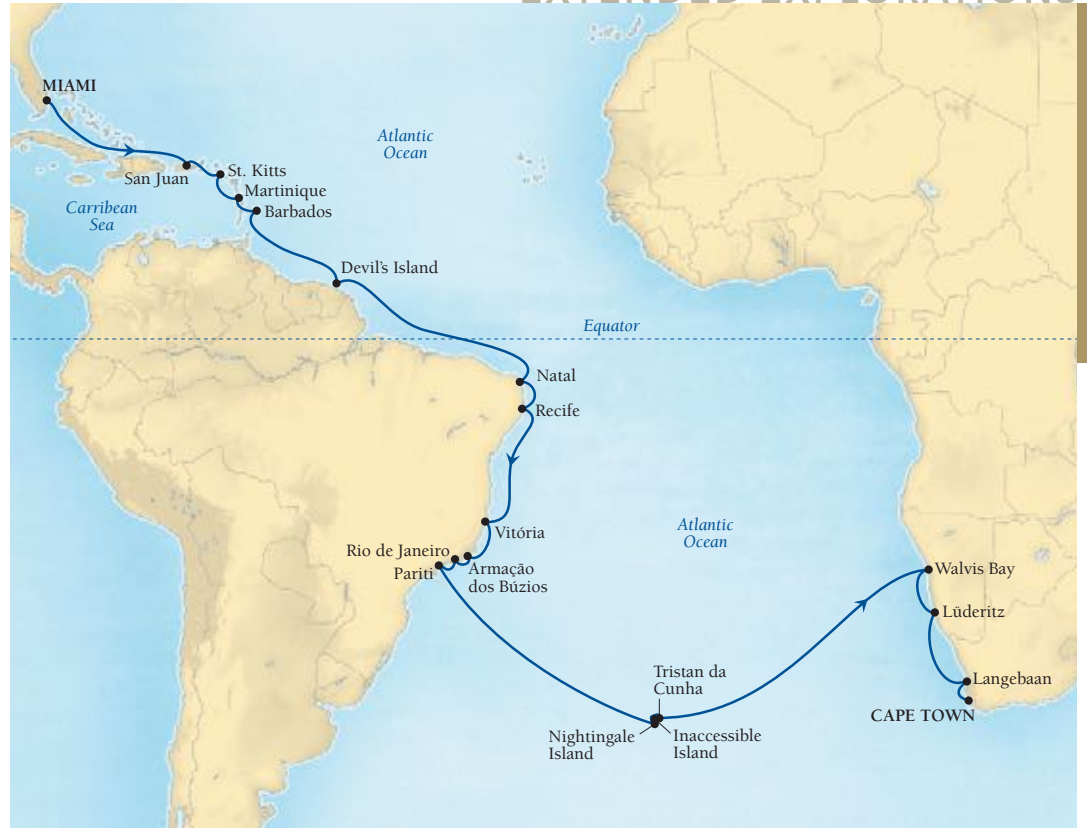 EXTENDED EXPLORATIONS
MIAMI
Atlantic
Ocean
San Juan
St. Kitts
Martinique
Barbados
Carribean
Sea
Devil's Island
Equator
Natal
Recife
Vitória
Rio de Janeiro
Pariti
Armação
dos Búzios
Atlantic
Ocean
Walvis Bay
Lüderitz
Langebaan
CAPE TOWN
Tristan da
Cunha
Nightingale
Island
Inaccessible
Island